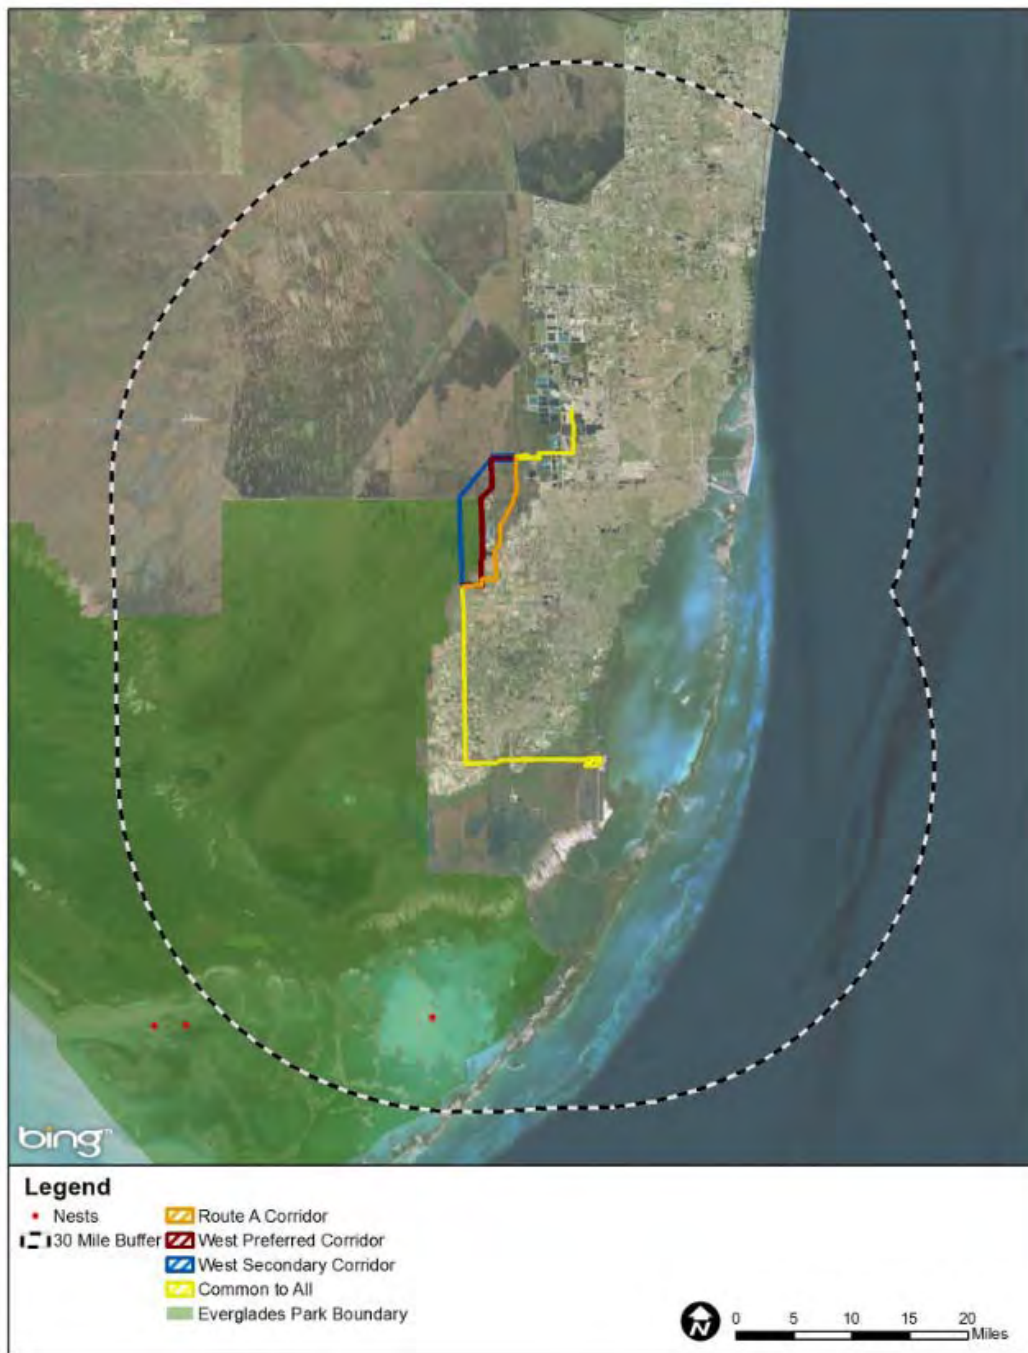 bing™
Legend
Nests
30 Mile Buffer
Route A Corridor
West Preferred Corridor
West Secondary Corridor
Common to All
Everglades Park Boundary
N
0 5 10 15 20
Miles